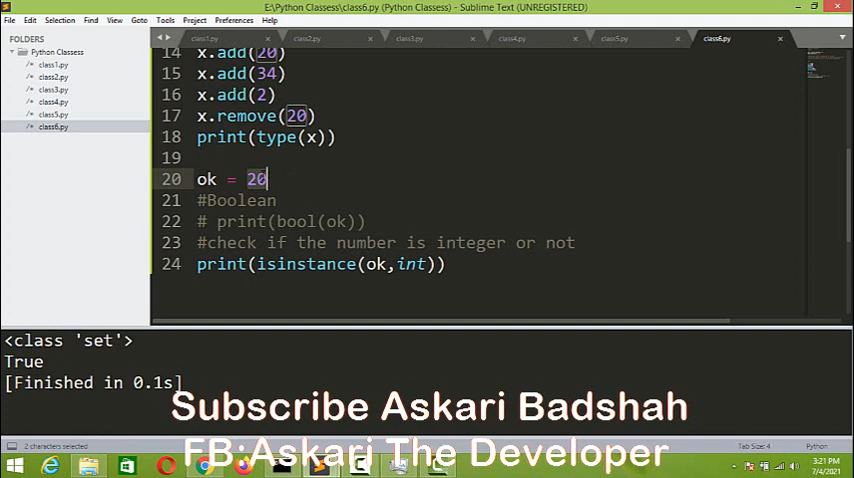 E:\Python Classess\class6.py (Python Classess) - Sublime Text (UNREGISTERED)
File Edit Selection Find View Goto Tools Project Preferences Help
FOLDERS
Python Classess
class1.py
class2.py
class3.py
class4.py
class5.py
class6.py
class1.py class2.py class3.py class4.py class5.py class6.py
14 x.add(20)
15 x.add(34)
16 x.add(2)
17 x.remove(20)
18 print(type(x))
19
20 ok = 20
21 #Boolean
22 # print(bool(ok))
23 #check if the number is integer or not
24 print(isinstance(ok,int))
<class 'set'>
True
[Finished in 0.1s]
Subscribe Askari Badshah
FB:Askari The Developer
2 characters selected Tab Size: 4 Python
3:21 PM
7/4/2021